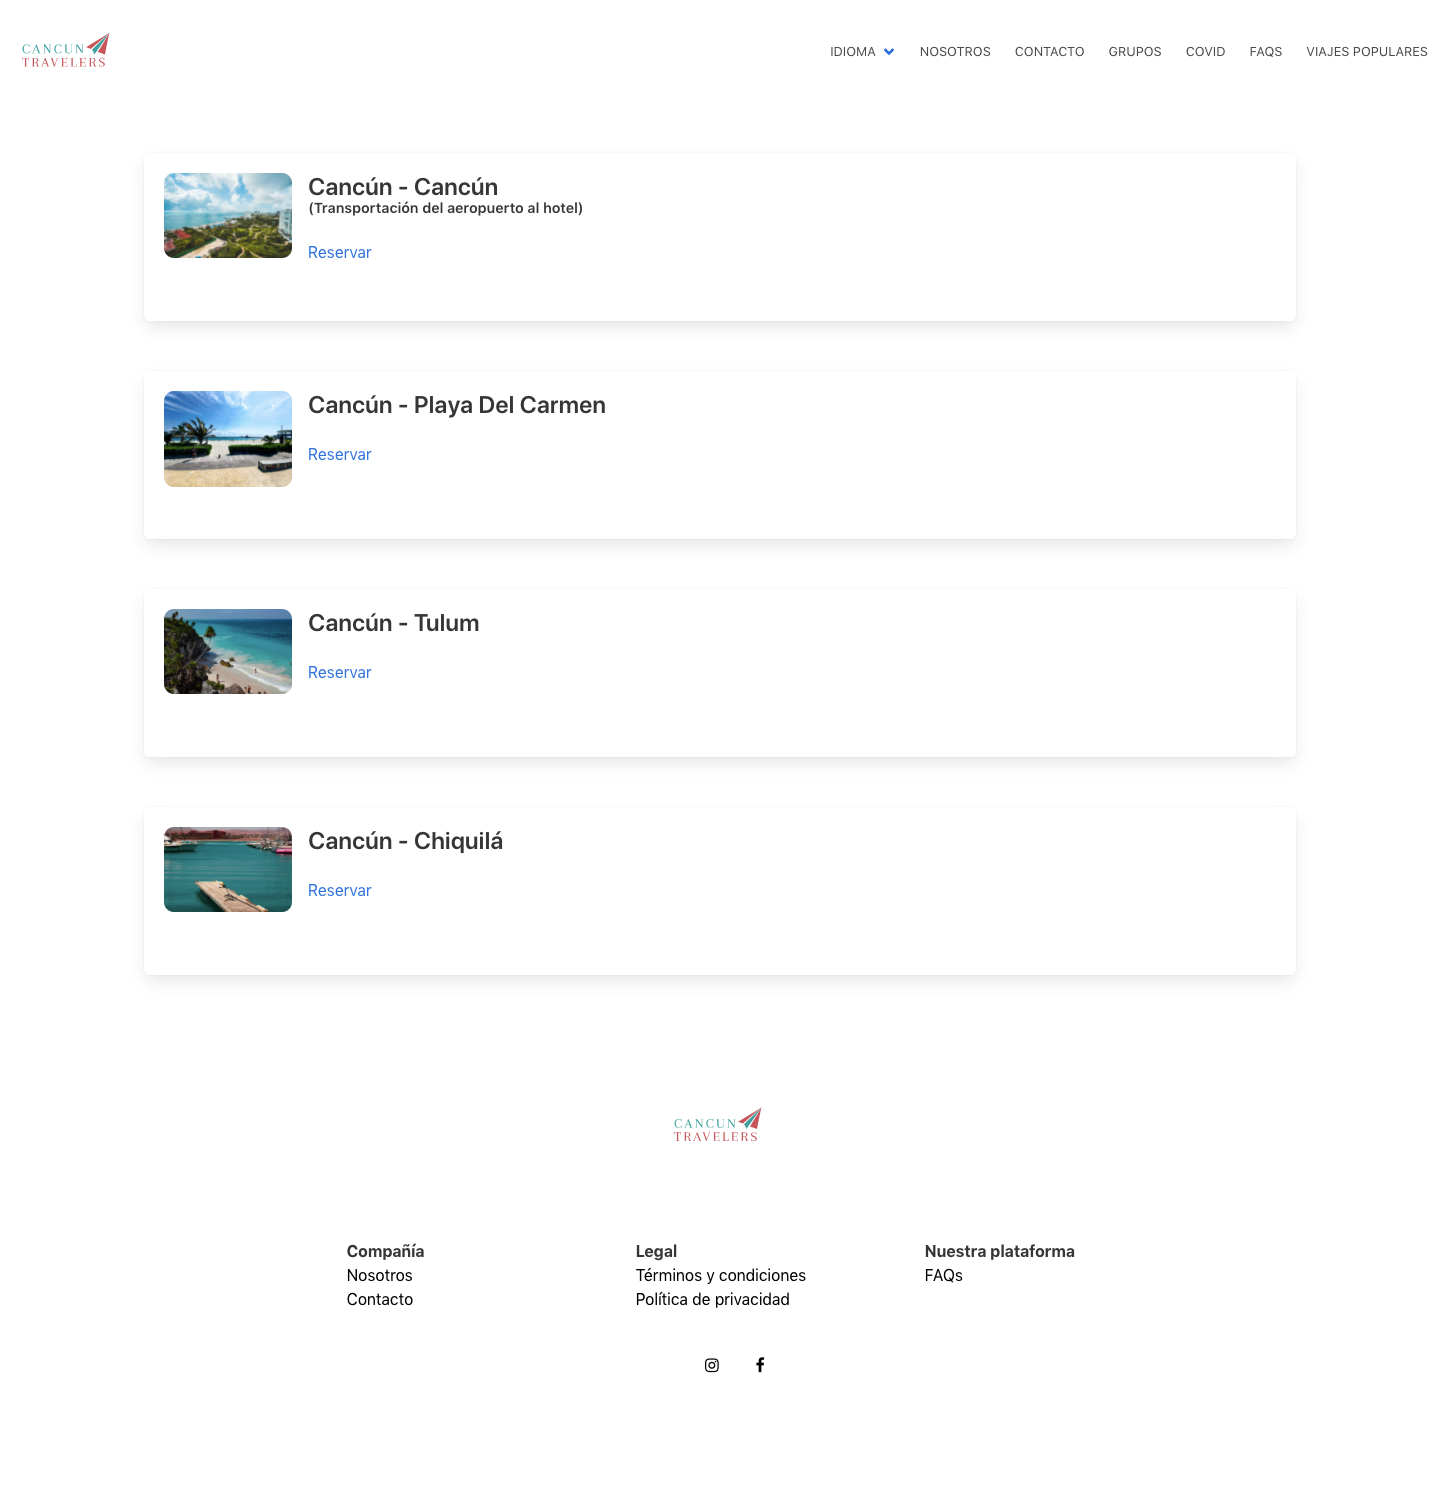 CANCUN
TRAVELERS
IDIOMA NOSOTROS CONTACTO GRUPOS COVID FAQS VIAJES POPULARES
Cancún - Cancún
(Transportación del aeropuerto al hotel)
Reservar
Cancún - Playa Del Carmen
Reservar
Cancún - Tulum
Reservar
Cancún - Chiquilá
Reservar
CANCUN
TRAVELERS
Compañía
Nosotros
Contacto
Legal
Términos y condiciones
Política de privacidad
Nuestra plataforma
FAQs